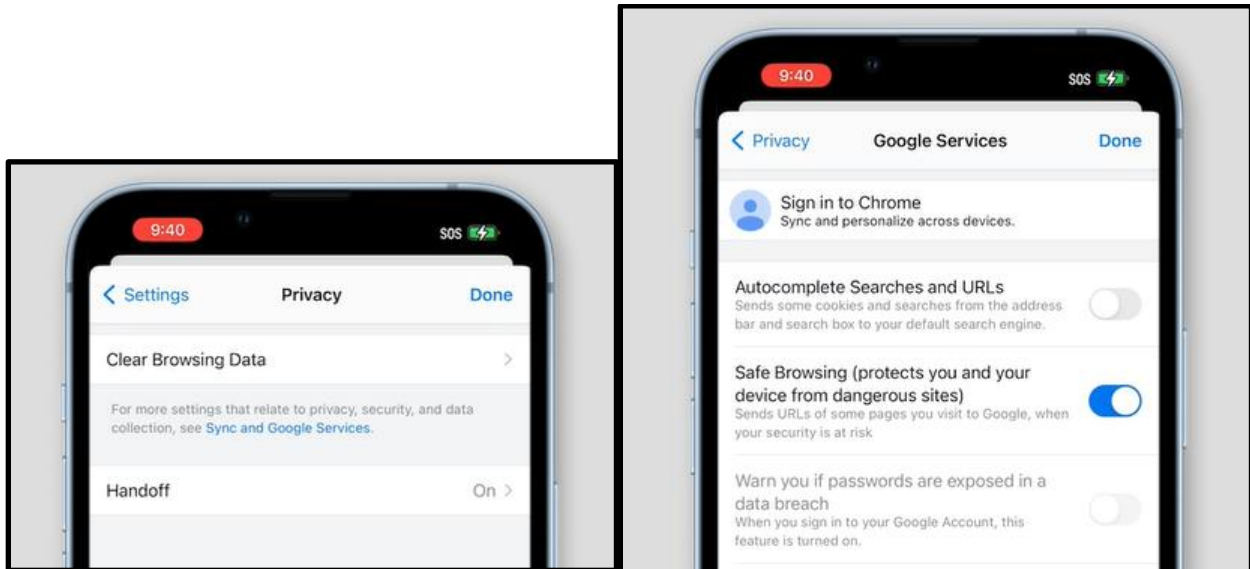 9:40
SOS
Settings
Privacy
Done
Clear Browsing Data
For more settings that relate to privacy, security, and data
collection, see Sync and Google Services.
Handoff
On
9:40
SOS
Privacy
Google Services
Done
Sign in to Chrome
Sync and personalize across devices.
Autocomplete Searches and URLs
Sends some cookies and searches from the address
bar and search box to your default search engine.
Safe Browsing (protects you and your
device from dangerous sites)
Sends URLs of some pages you visit to Google, when
your security is at risk
Warn you if passwords are exposed in a
data breach
When you sign in to your Google Account, this
feature is turned on.